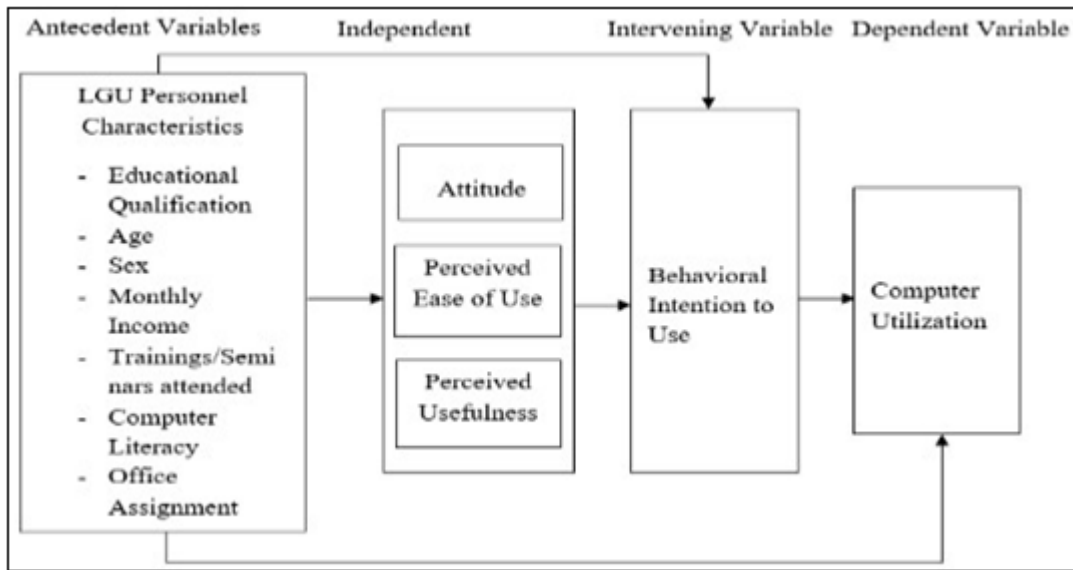 Antecedent Variables
Independent
Intervening Variable
Dependent Variable
LGU Personnel
Characteristics
- Educational
Qualification
- Age
- Sex
- Monthly
Income
- Trainings/Semi
nars attended
- Computer
Literacy
- Office
Assignment
Attitude
Perceived
Ease of Use
Perceived
Usefulness
Behavioral
Intention to
Use
Computer
Utilization